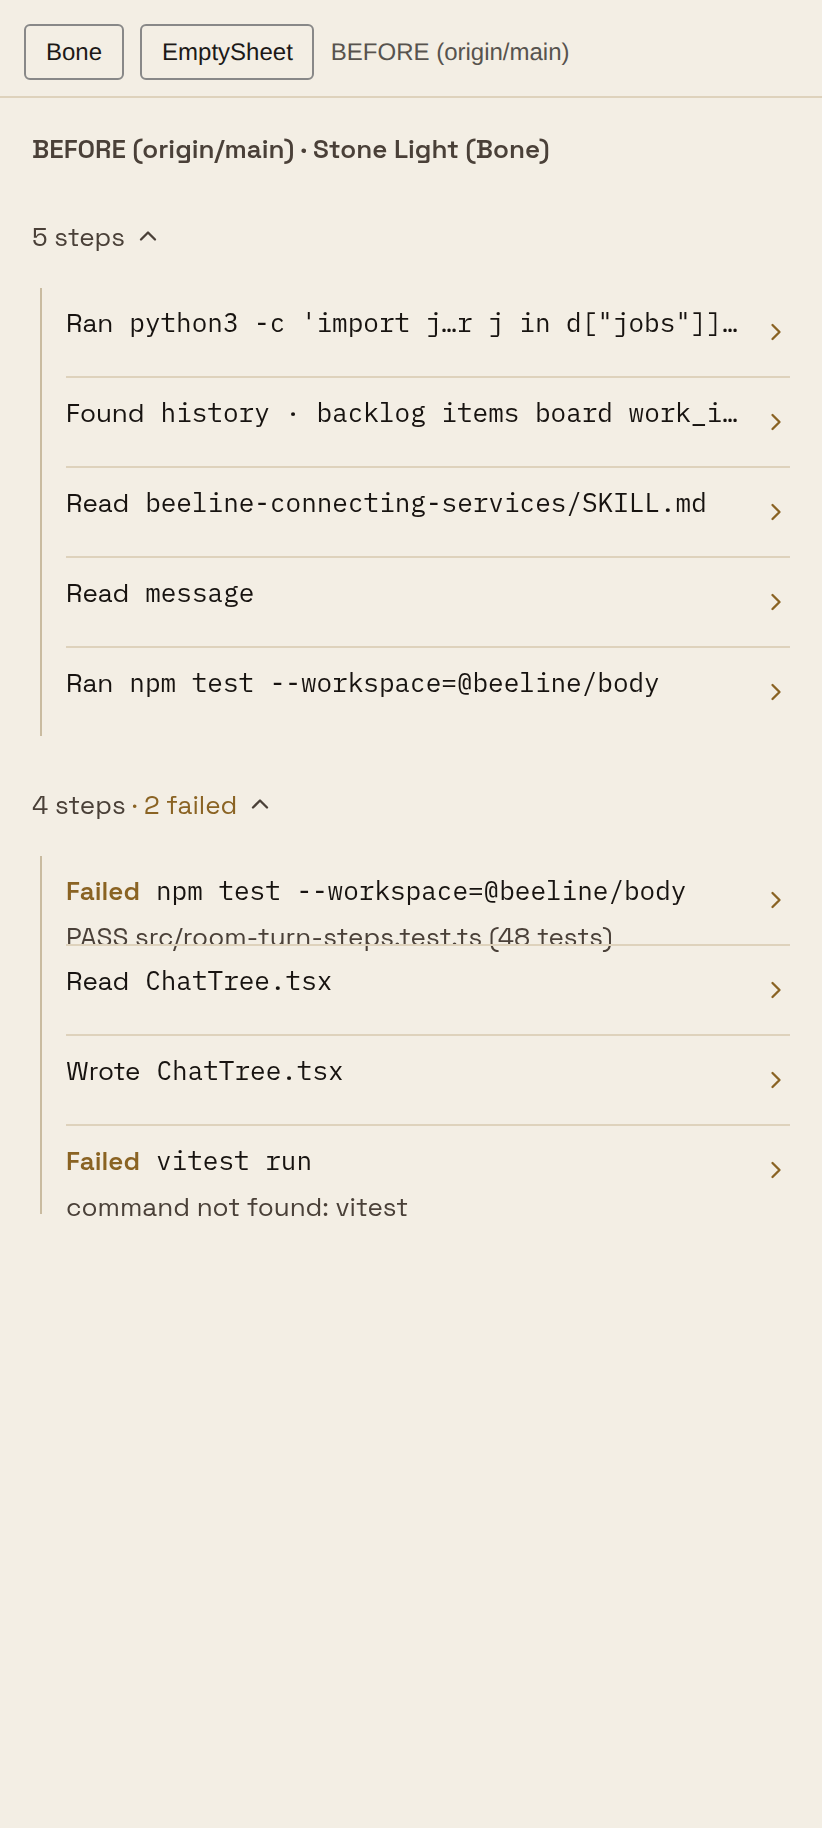 Bone EmptySheet BEFORE (origin/main)
BEFORE (origin/main) · Stone Light (Bone)
5 steps
Ran python3 -c 'import j…r j in d["jobs"]]…
Found history · backlog items board work_i…
Read beeline-connecting-services/SKILL.md
Read message
Ran npm test --workspace=@beeline/body
4 steps · 2 failed
Failed npm test --workspace=@beeline/body
PASS src/room-turn-steps.test.ts (48 tests)
Read ChatTree.tsx
Wrote ChatTree.tsx
Failed vitest run
command not found: vitest